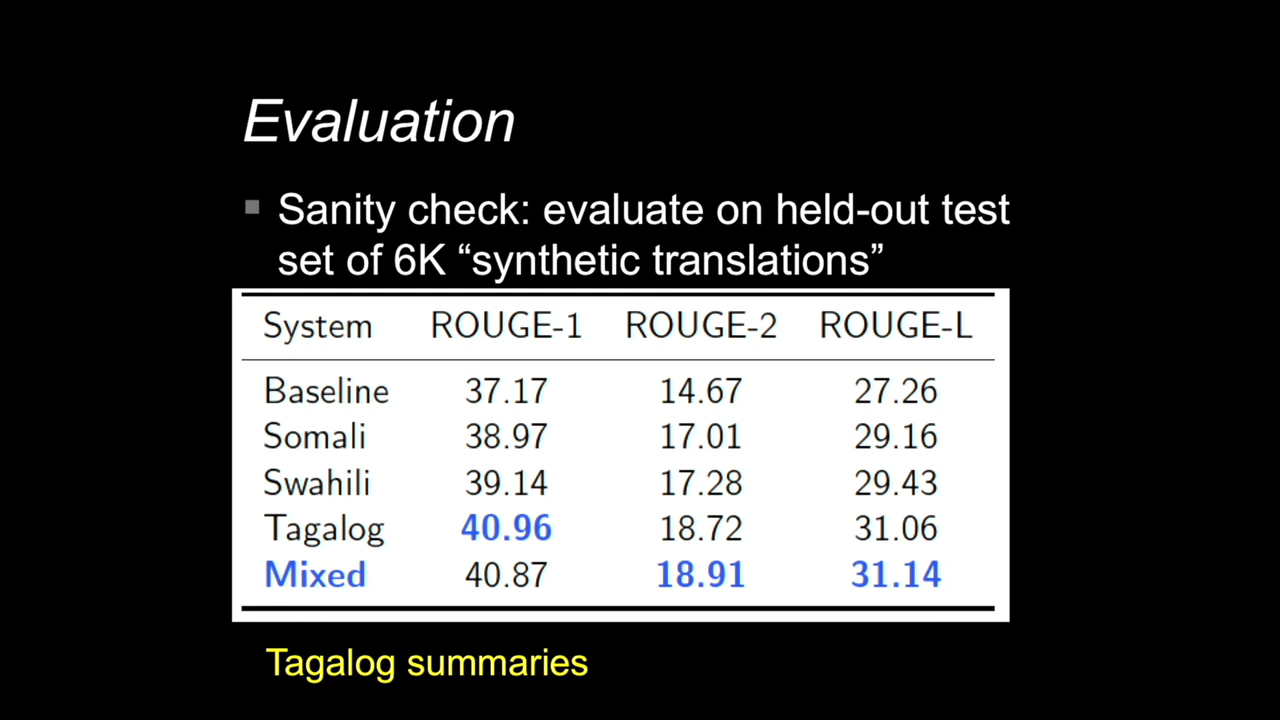 Evaluation
▪ Sanity check: evaluate on held-out test
set of 6K “synthetic translations”
System ROUGE-1 ROUGE-2 ROUGE-L
Baseline 37.17 14.67 27.26
Somali 38.97 17.01 29.16
Swahili 39.14 17.28 29.43
Tagalog 40.96 18.72 31.06
Mixed 40.87 18.91 31.14
Tagalog summaries